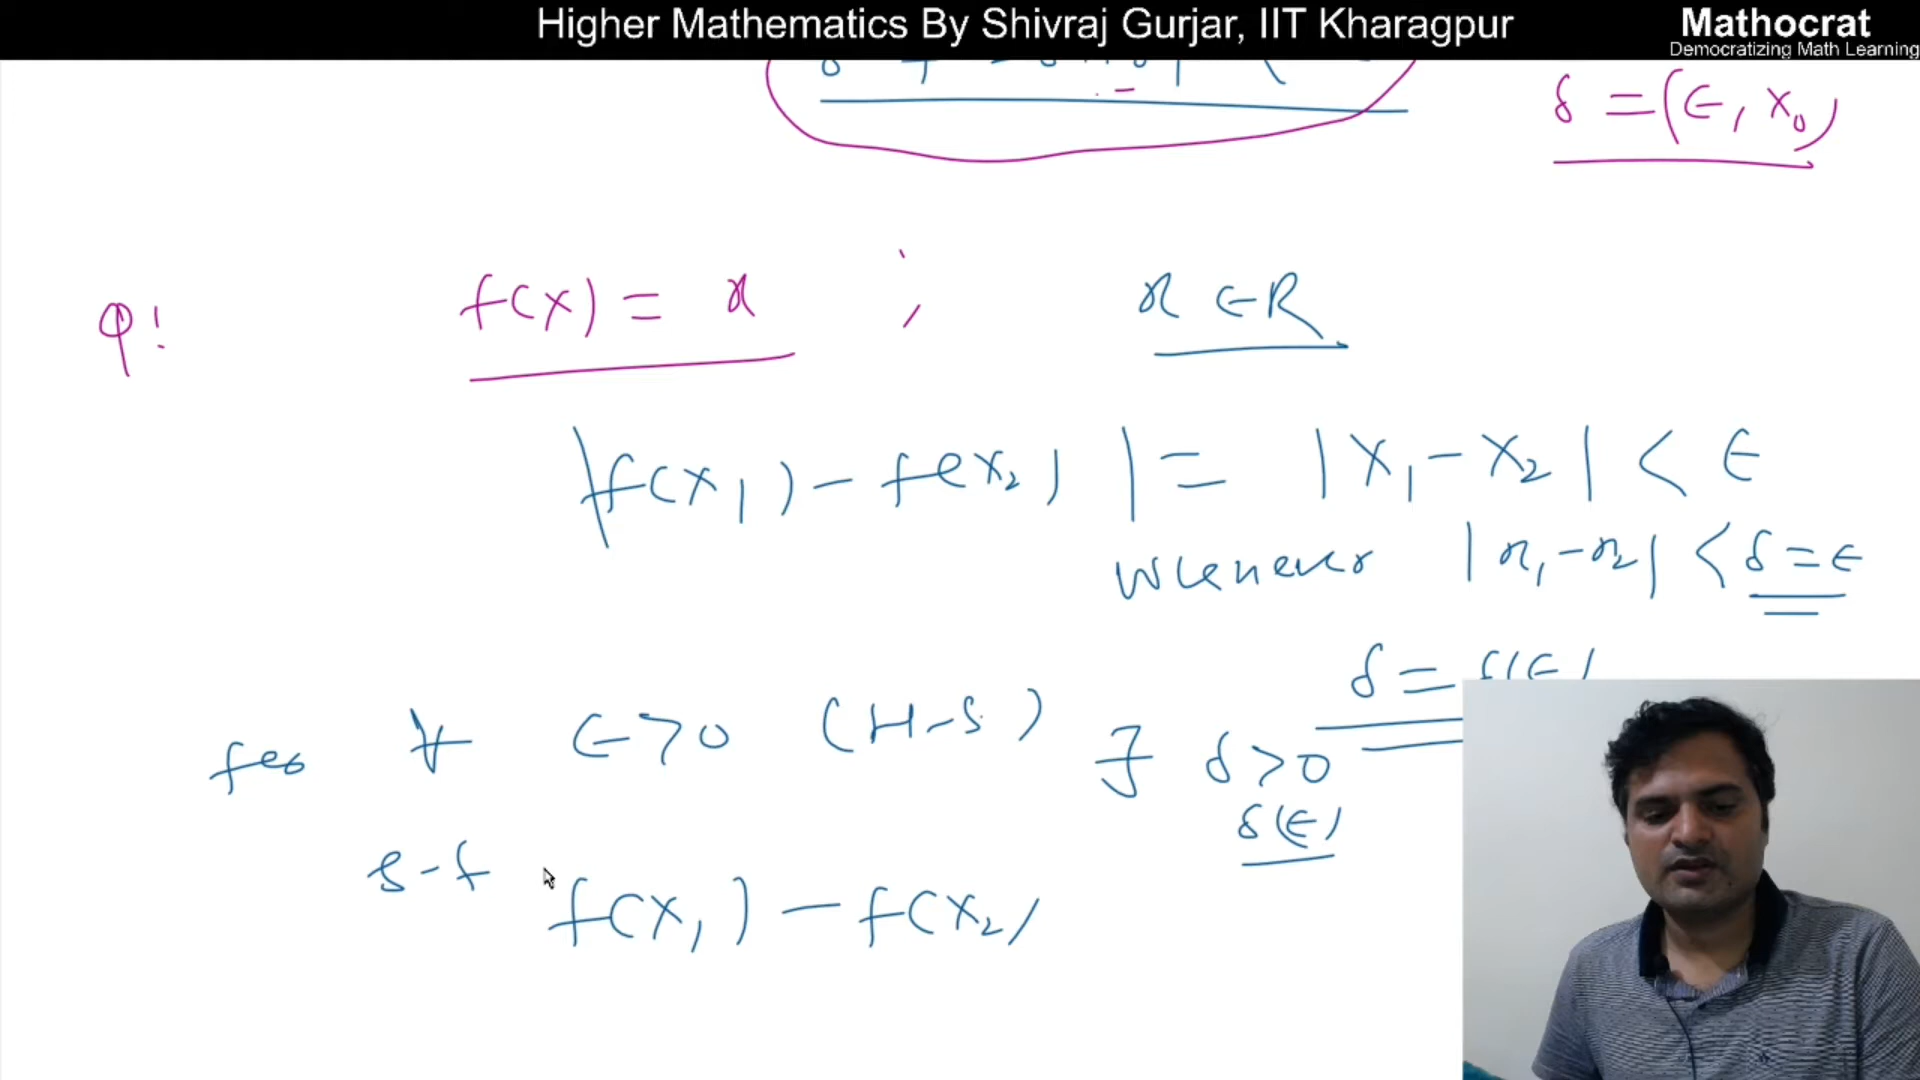 Higher Mathematics By Shivraj Gurjar, IIT Kharagpur
Mathocrat
Democratizing Math Learning
δ = (ϵ, x₀)
Q: f(x) = x ; x ∈ R
|f(x₁) - f(x₂)| = |x₁ - x₂| < ϵ
whenever |x₁ - x₂| < δ = ϵ
δ =
for ∀ ϵ > 0 (H-S) ∃ δ > 0
δ(ϵ)
s-t f(x₁) - f(x₂)